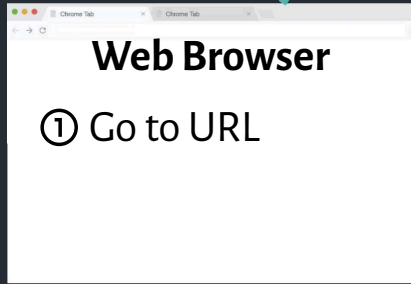 Chrome Tab × Chrome Tab ×
Web Browser
① Go to URL